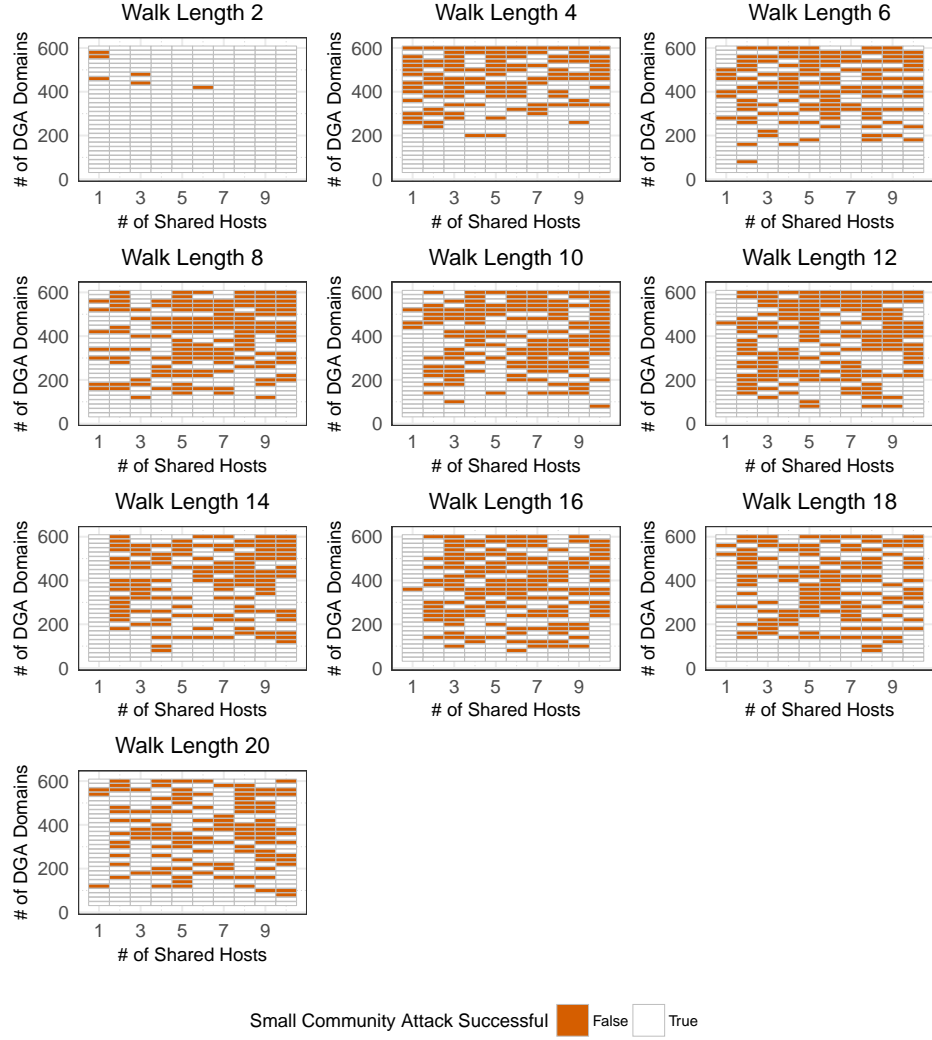 Walk Length 2
Walk Length 4
Walk Length 6
# of DGA Domains
600
400
200
0
1 3 5 7 9
# of Shared Hosts
# of DGA Domains
600
400
200
0
1 3 5 7 9
# of Shared Hosts
# of DGA Domains
600
400
200
0
1 3 5 7 9
# of Shared Hosts
Walk Length 8
Walk Length 10
Walk Length 12
# of DGA Domains
600
400
200
0
1 3 5 7 9
# of Shared Hosts
# of DGA Domains
600
400
200
0
1 3 5 7 9
# of Shared Hosts
# of DGA Domains
600
400
200
0
1 3 5 7 9
# of Shared Hosts
Walk Length 14
Walk Length 16
Walk Length 18
# of DGA Domains
600
400
200
0
1 3 5 7 9
# of Shared Hosts
# of DGA Domains
600
400
200
0
1 3 5 7 9
# of Shared Hosts
# of DGA Domains
600
400
200
0
1 3 5 7 9
# of Shared Hosts
Walk Length 20
# of DGA Domains
600
400
200
0
1 3 5 7 9
# of Shared Hosts
Small Community Attack Successful False True